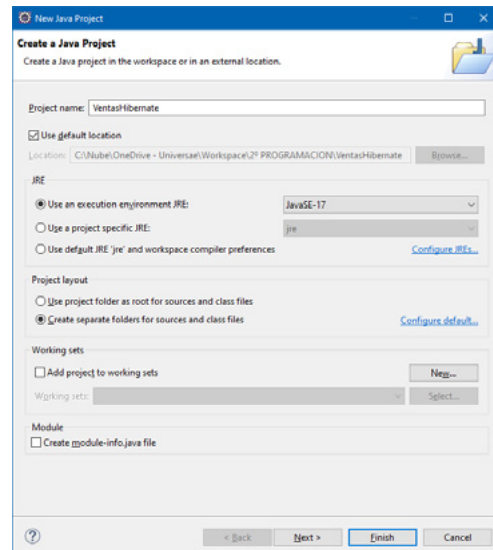 New Java Project
Create a Java Project
Create a Java project in the workspace or in an external location.
Project name: VentasHibernate
Use default location
Location: C:\Nube\OneDrive - Universae\Workspace\2º PROGRAMACION\VentasHibernate Browse...
JRE
Use an execution environment JRE: JavaSE-17
Use a project specific JRE: jre
Use default JRE 'jre' and workspace compiler preferences Configure JREs...
Project layout
Use project folder as root for sources and class files
Create separate folders for sources and class files Configure default...
Working sets
Add project to working sets New...
Working sets: Select...
Module
Create module-info.java file
? < Back Next > Finish Cancel